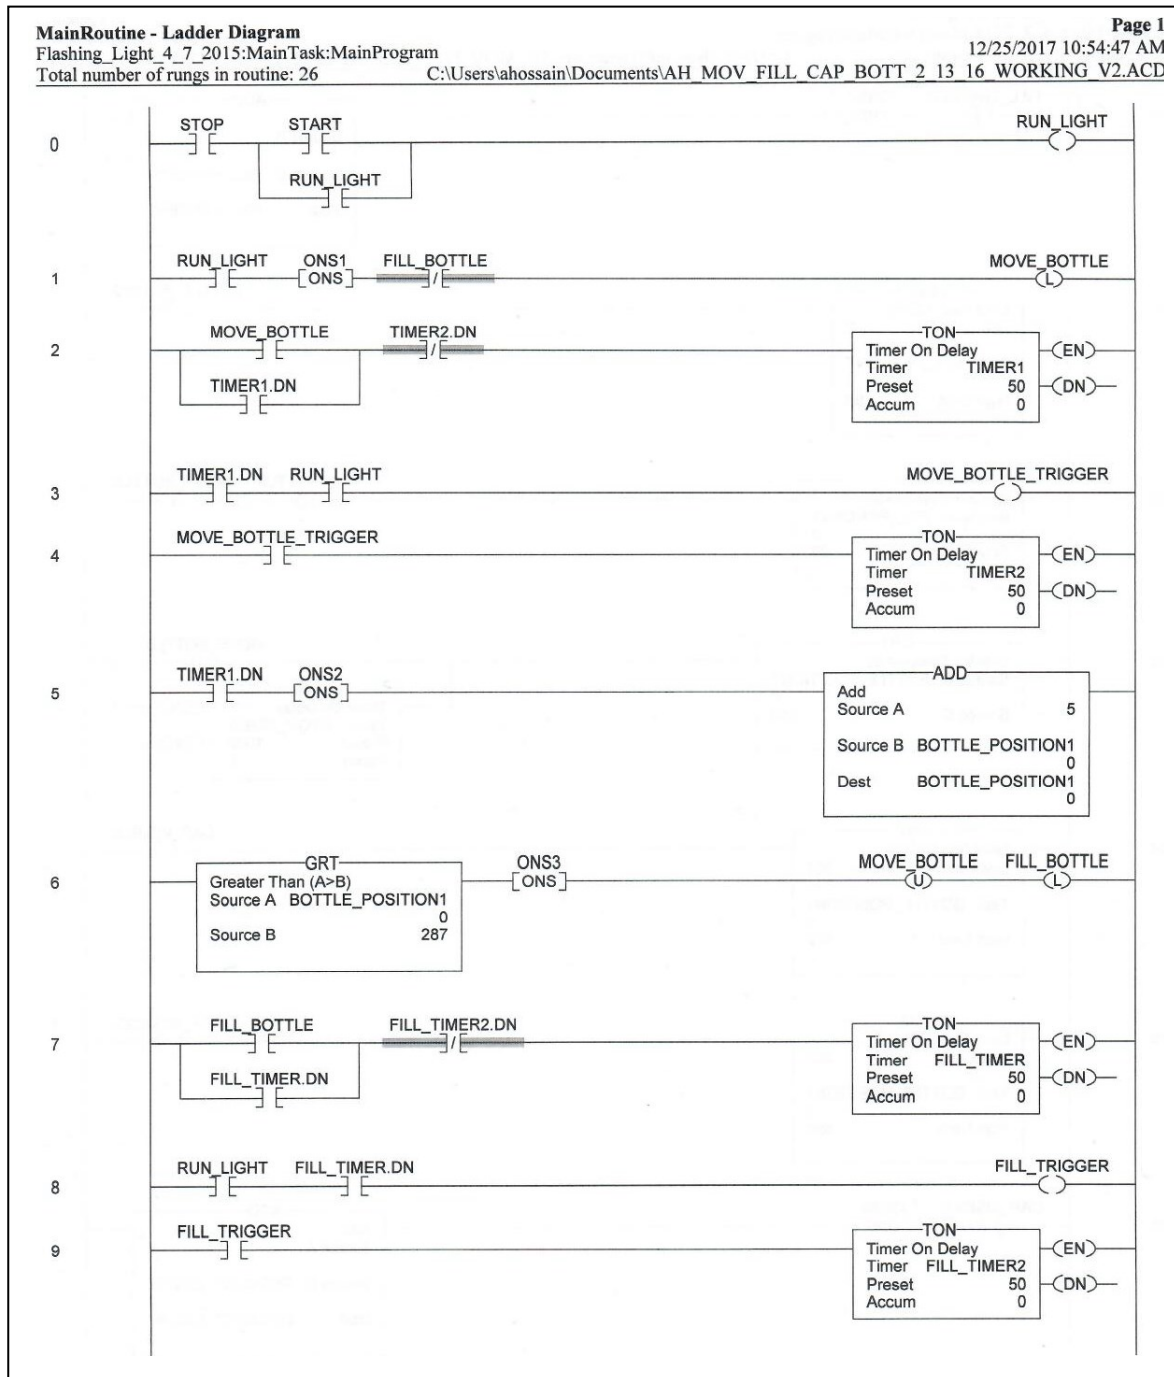 MainRoutine - Ladder Diagram
Page 1
Flashing_Light_4_7_2015:MainTask:MainProgram
12/25/2017 10:54:47 AM
Total number of rungs in routine: 26
C:\Users\ahossain\Documents\AH_MOV_FILL_CAP_BOTT_2_13_16_WORKING_V2.ACD
STOP
START
RUN_LIGHT
0
RUN_LIGHT
RUN_LIGHT
ONS1
FILL_BOTTLE
MOVE_BOTTLE
1
ONS
/
L
MOVE_BOTTLE
TIMER2.DN
TON
2
/
Timer On Delay
EN
Timer TIMER1
TIMER1.DN
Preset 50
DN
Accum 0
TIMER1.DN
RUN_LIGHT
MOVE_BOTTLE_TRIGGER
3
MOVE_BOTTLE_TRIGGER
TON
4
Timer On Delay
EN
Timer TIMER2
Preset 50
DN
Accum 0
TIMER1.DN
ONS2
ADD
5
ONS
Add
Source A 5
Source B BOTTLE_POSITION1
0
Dest BOTTLE_POSITION1
0
GRT
ONS3
MOVE_BOTTLE
FILL_BOTTLE
6
Greater Than (A>B)
ONS
U
L
Source A BOTTLE_POSITION1
0
Source B 287
FILL_BOTTLE
FILL_TIMER2.DN
TON
7
/
Timer On Delay
EN
Timer FILL_TIMER
FILL_TIMER.DN
Preset 50
DN
Accum 0
RUN_LIGHT
FILL_TIMER.DN
FILL_TRIGGER
8
FILL_TRIGGER
TON
9
Timer On Delay
EN
Timer FILL_TIMER2
Preset 50
DN
Accum 0